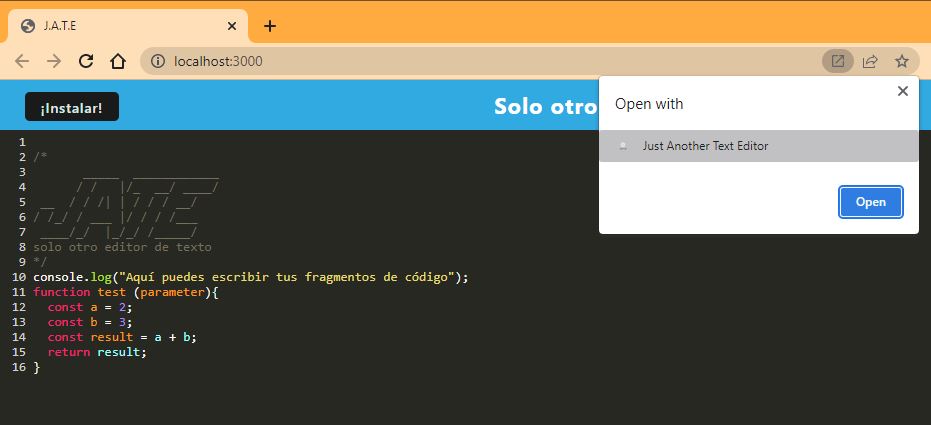 J.A.T.E
localhost:3000
¡Instalar!
Solo otro
Open with
Just Another Text Editor
Open
1
2 /*
3        _____  ____________
4       / /   |/_  __/ ____/
5  __  / / /| | / / / __/
6 / /_/ / ___ |/ / / /___
7  ____/_/  |_/_/ /_____/
8 solo otro editor de texto
9 */
10 console.log("Aquí puedes escribir tus fragmentos de código");
11 function test (parameter){
12   const a = 2;
13   const b = 3;
14   const result = a + b;
15   return result;
16 }